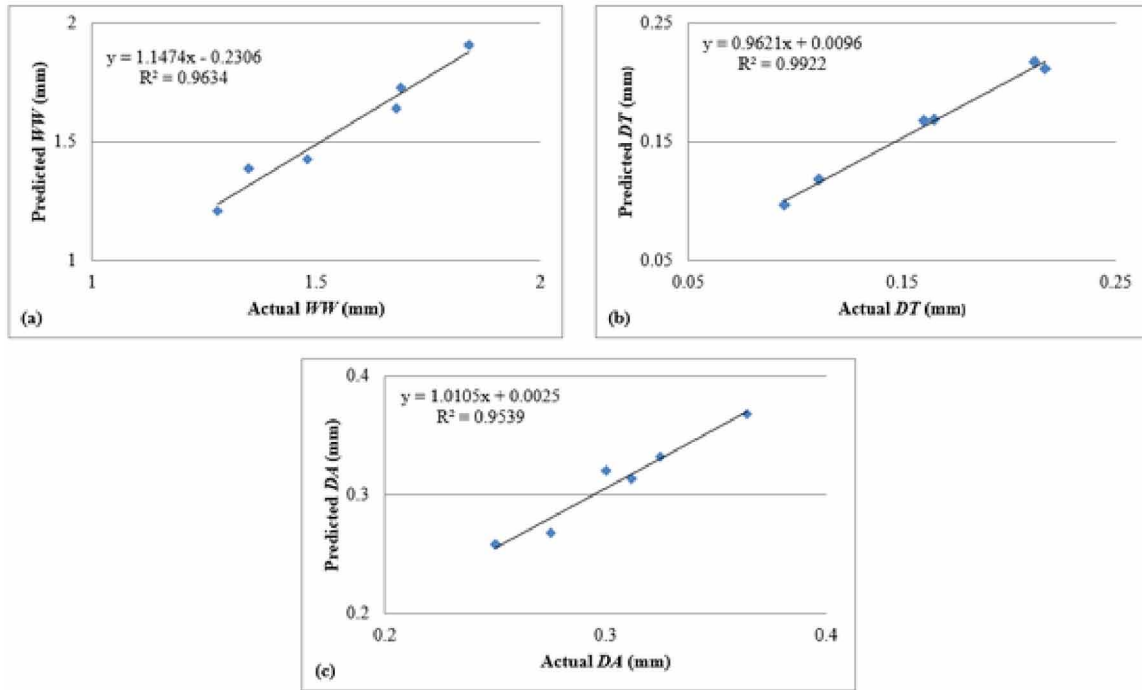 2
y = 1.1474x - 0.2306
R² = 0.9634
Predicted WW (mm)
1.5
1
1
1.5
2
Actual WW (mm)
(a)
0.25
y = 0.9621x + 0.0096
R² = 0.9922
Predicted DT (mm)
0.15
0.05
0.05
0.15
0.25
Actual DT (mm)
(b)
0.4
y = 1.0105x + 0.0025
R² = 0.9539
Predicted DA (mm)
0.3
0.2
0.2
0.3
0.4
Actual DA (mm)
(c)